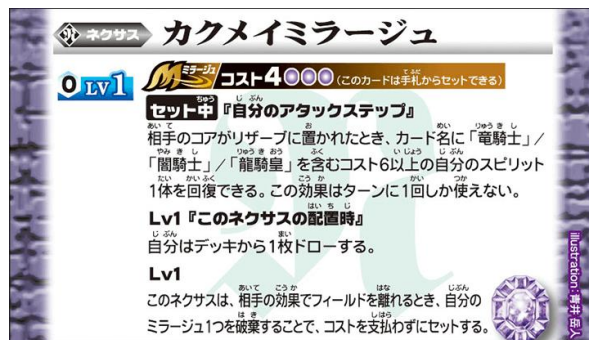 ネクサス カクメイミラージュ
0 LV1 Mミラージュ コスト4 (このカードは手札からセットできる)
セット中『自分のアタックステップ』
相手のコアがリザーブに置かれたとき、カード名に「竜騎士」/
「闇騎士」/「龍騎皇」を含むコスト6以上の自分のスピリット
1体を回復できる。この効果はターンに1回しか使えない。
Lv1『このネクサスの配置時』
自分はデッキから1枚ドローする。
Lv1
このネクサスは、相手の効果でフィールドを離れるとき、自分の
ミラージュ1つを破棄することで、コストを支払わずにセットする。
illustration:青井 岳人